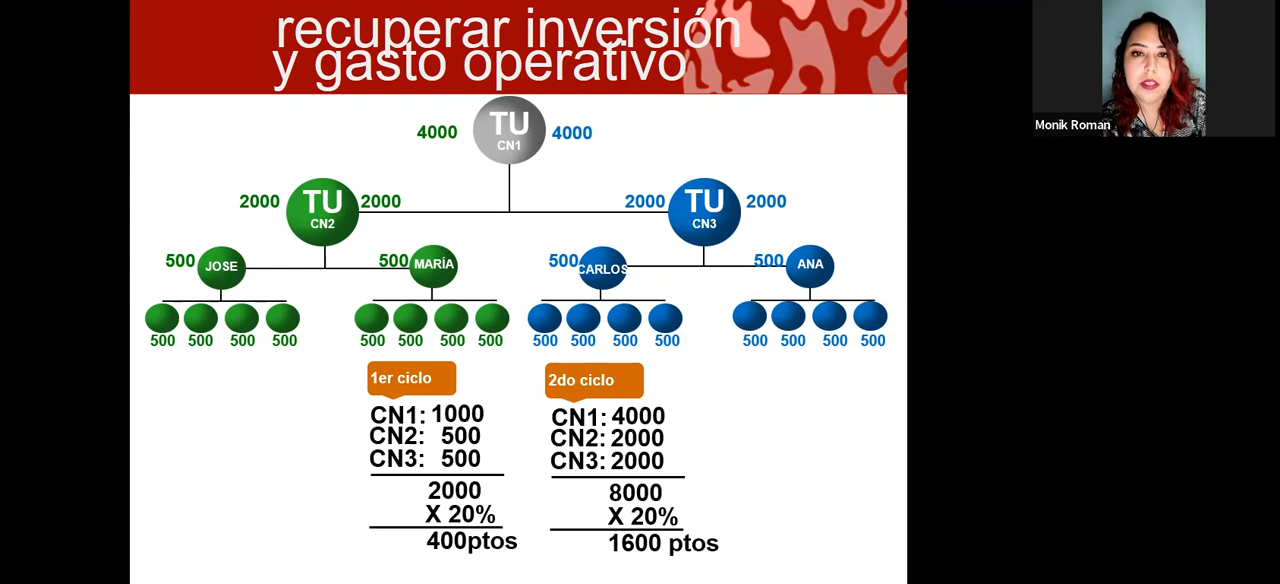 recuperar inversión
y gasto operativo
Monik Roman
4000 TU 4000
CN1
2000 TU 2000 2000 TU 2000
CN2 CN3
500 JOSE 500 MARÍA 500 CARLOS 500 ANA
500 500 500 500 500 500 500 500 500 500 500 500 500 500 500 500
1er ciclo 2do ciclo
CN1: 1000 CN1: 4000
CN2: 500 CN2: 2000
CN3: 500 CN3: 2000
2000 8000
X 20% X 20%
400ptos 1600 ptos